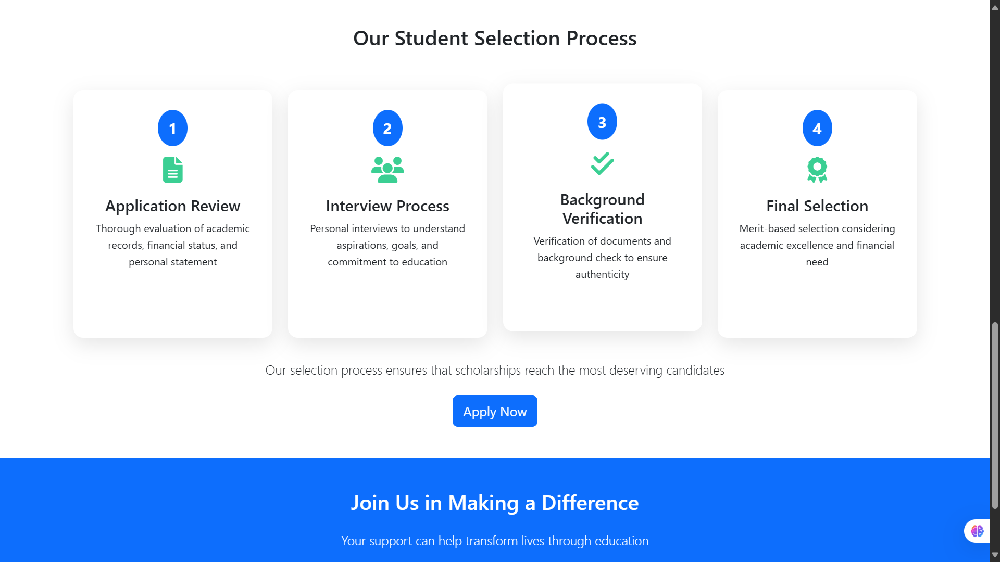 Our Student Selection Process
1
Application Review
Thorough evaluation of academic
records, financial status, and
personal statement
2
Interview Process
Personal interviews to understand
aspirations, goals, and
commitment to education
3
Background
Verification
Verification of documents and
background check to ensure
authenticity
4
Final Selection
Merit-based selection considering
academic excellence and financial
need
Our selection process ensures that scholarships reach the most deserving candidates
Apply Now
Join Us in Making a Difference
Your support can help transform lives through education